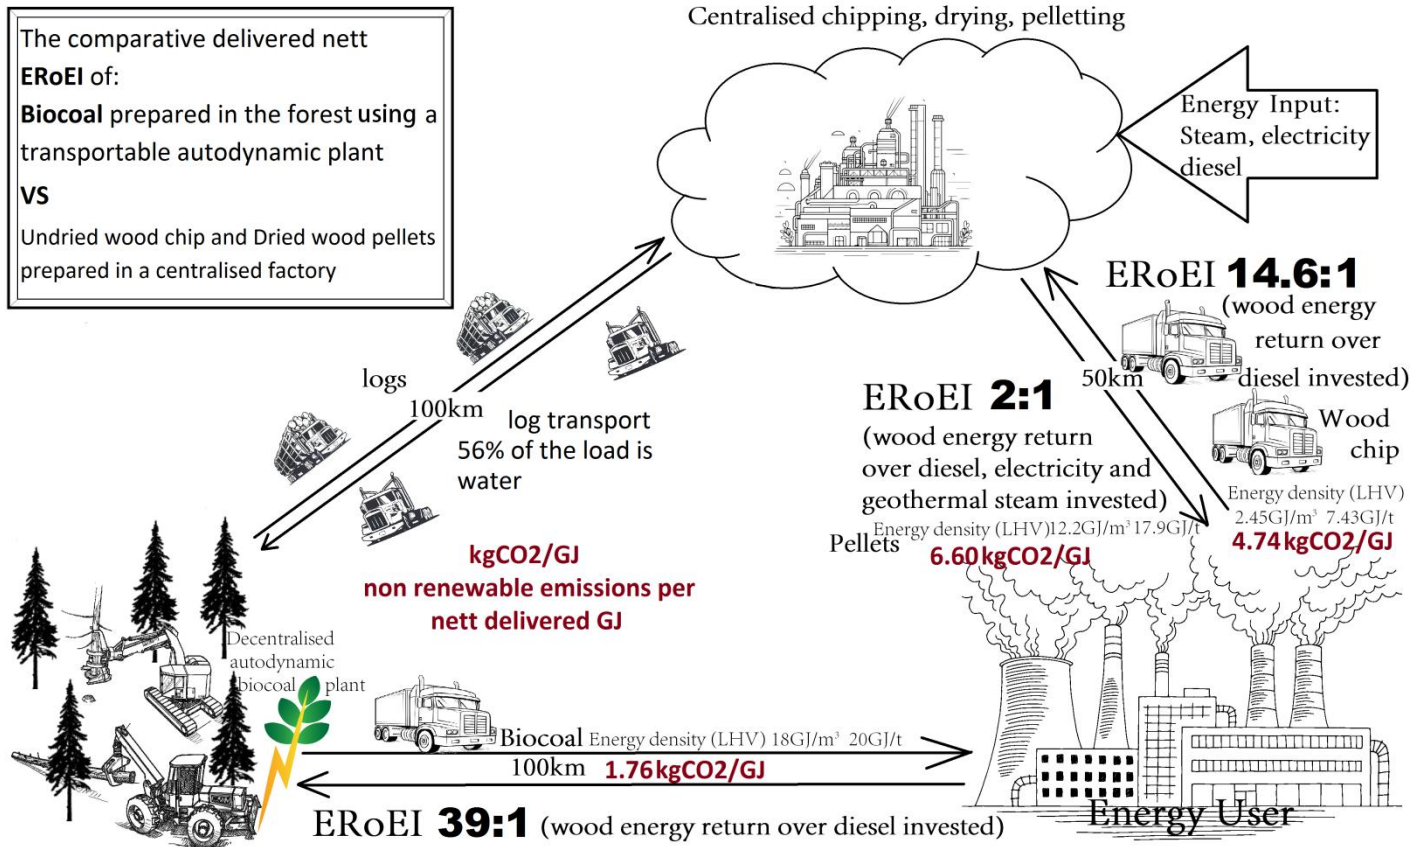 The comparative delivered nett
ERoEI of:
Biocoal prepared in the forest using a
transportable autodynamic plant
VS
Undried wood chip and Dried wood pellets
prepared in a centralised factory
Centralised chipping, drying, pelletting
Energy Input:
Steam, electricity
diesel
ERoEI 14.6:1
(wood energy
return over
diesel invested)
50km
Wood
chip
Energy density (LHV)
2.45GJ/m³ 7.43GJ/t
4.74 kgCO2/GJ
ERoEI 2:1
(wood energy return
over diesel, electricity and
geothermal steam invested)
Energy density (LHV)12.2GJ/m³ 17.9GJ/t
Pellets
6.60 kgCO2/GJ
logs
100km
log transport
56% of the load is
water
kgCO2/GJ
non renewable emissions per
nett delivered GJ
Decentralised
autodynamic
biocoal plant
Biocoal Energy density (LHV) 18GJ/m³ 20GJ/t
100km 1.76 kgCO2/GJ
ERoEI 39:1 (wood energy return over diesel invested)
Energy User